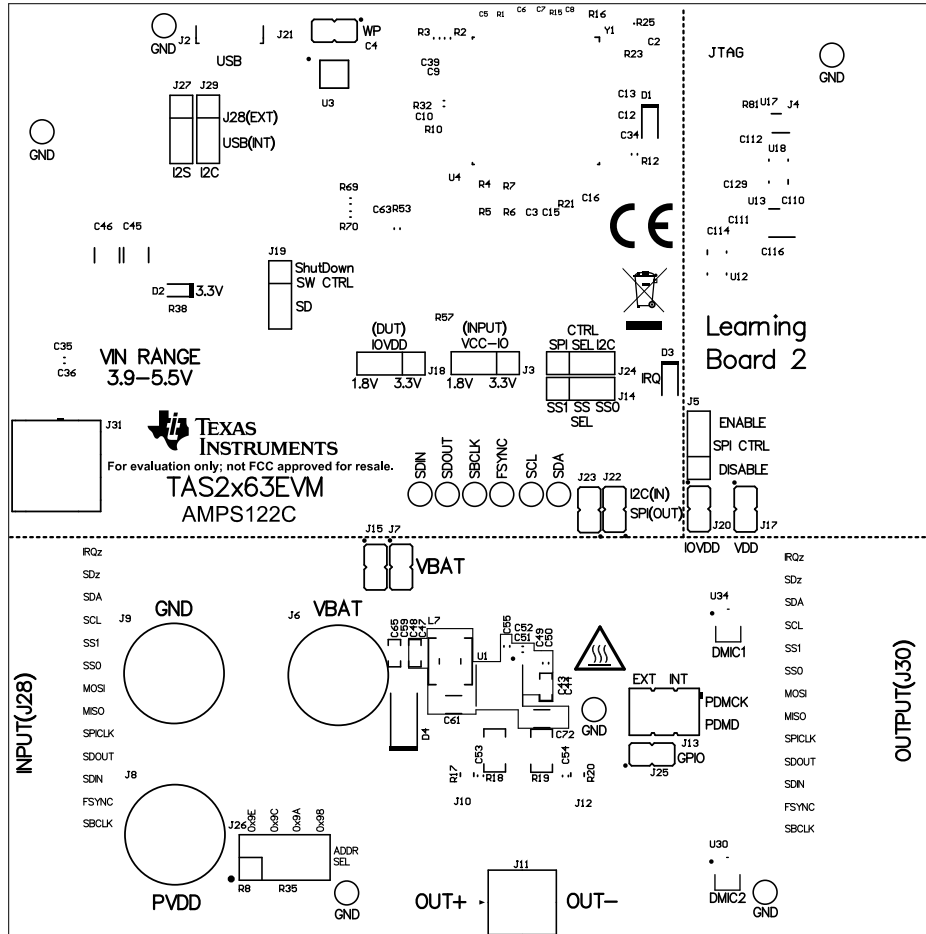 GND
J2
J21
USB
WP
C4
U3
J27
J29
J28(EXT)
USB(INT)
I2S
I2C
GND
R3
R2
C5
R1
C6
C7
R15
C8
R16
Y1
R25
C2
R23
C39
C9
R32
C10
R10
C13
D1
C12
C34
R12
U4
R4
R7
R5
R6
C3
C15
R21
C16
R69
R70
C63
R53
JTAG
GND
R81
U17
J4
C112
U18
C129
U13
C110
C111
C114
C116
U12
CE
C46
C45
D2
3.3V
R38
J19
ShutDown
SW CTRL
SD
C35
C36
VIN RANGE
3.9-5.5V
R57
(DUT)
IOVDD
J18
1.8V
3.3V
(INPUT)
VCC-IO
J3
1.8V
3.3V
CTRL
SPI SEL I2C
J24
J14
SS1 SS SS0
SEL
D3
IRQ
Learning
Board 2
J31
TEXAS
INSTRUMENTS
For evaluation only; not FCC approved for resale.
TAS2x63EVM
AMPS122C
SDIN
SDOUT
SBCLK
FSYNC
SCL
SDA
J23
J22
I2C(IN)
SPI(OUT)
J5
ENABLE
SPI CTRL
DISABLE
J20
IOVDD
J17
VDD
J15
J7
VBAT
INPUT(J28)
IRQz
SDz
SDA
SCL
SS1
SS0
MOSI
MISO
SPICLK
SDOUT
SDIN
FSYNC
SBCLK
GND
J9
J6
VBAT
C65
C59
C48
C47
L7
U1
C55
C52
C51
C49
C50
C43
C44
C61
D4
C72
GND
R17
C53
R18
R19
C54
R20
J10
J12
EXT INT
PDMCK
PDMD
J13
GPIO
J25
U34
DMIC1
IRQz
SDz
SDA
SCL
SS1
SS0
MOSI
MISO
SPICLK
SDOUT
SDIN
FSYNC
SBCLK
OUTPUT(J30)
J8
PVDD
J26
0x9E
0x9C
0x9A
0x98
ADDR
SEL
R8
R35
GND
J11
OUT+
OUT-
U30
DMIC2
GND